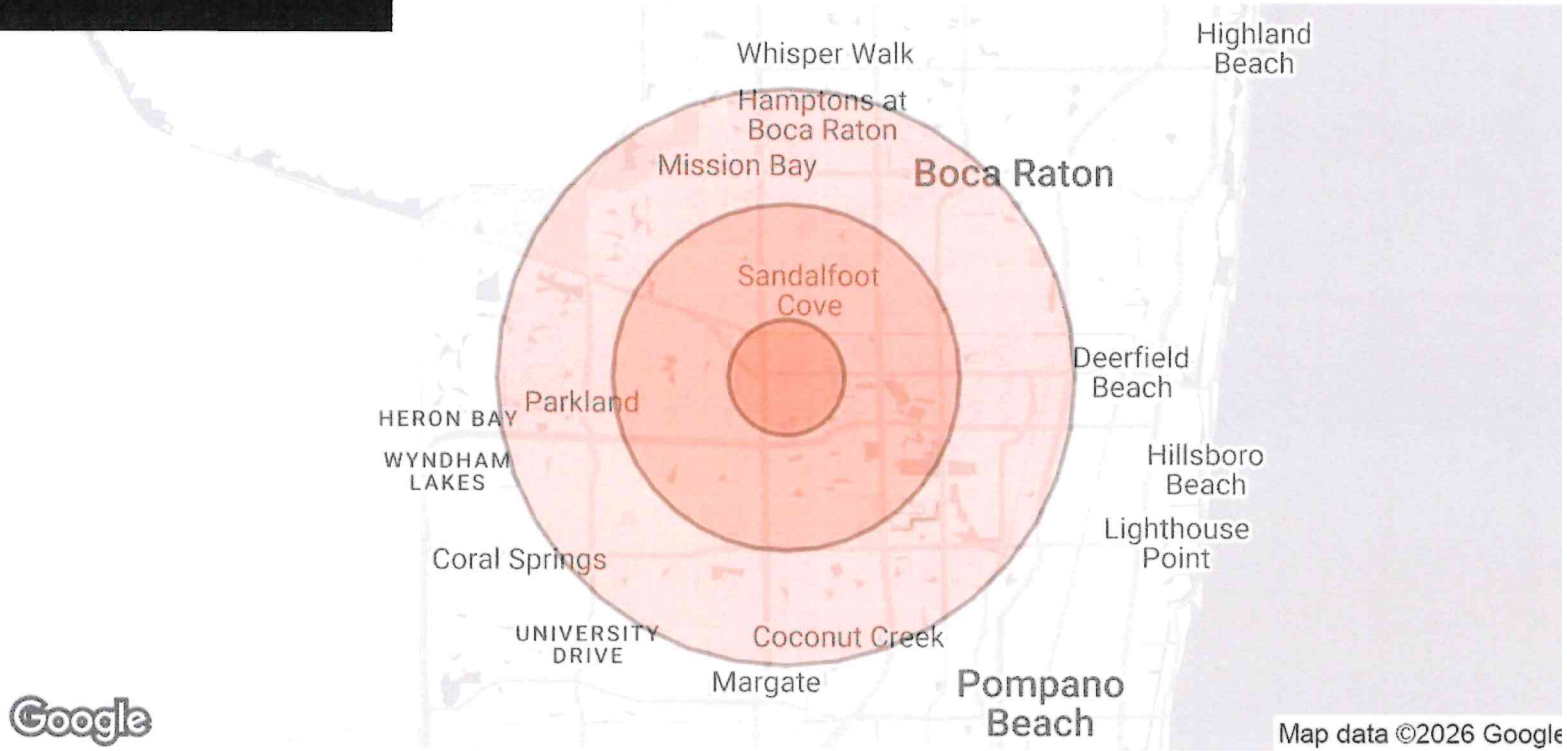 Highland
Beach
Whisper Walk
Hamptons at
Boca Raton
Mission Bay
Boca Raton
Sandalfoot
Cove
Deerfield
Beach
Parkland
HERON BAY
WYNDHAM
LAKES
Hillsboro
Beach
Lighthouse
Point
Coral Springs
UNIVERSITY
DRIVE
Coconut Creek
Margate
Pompano
Beach
Google
Map data ©2026 Google